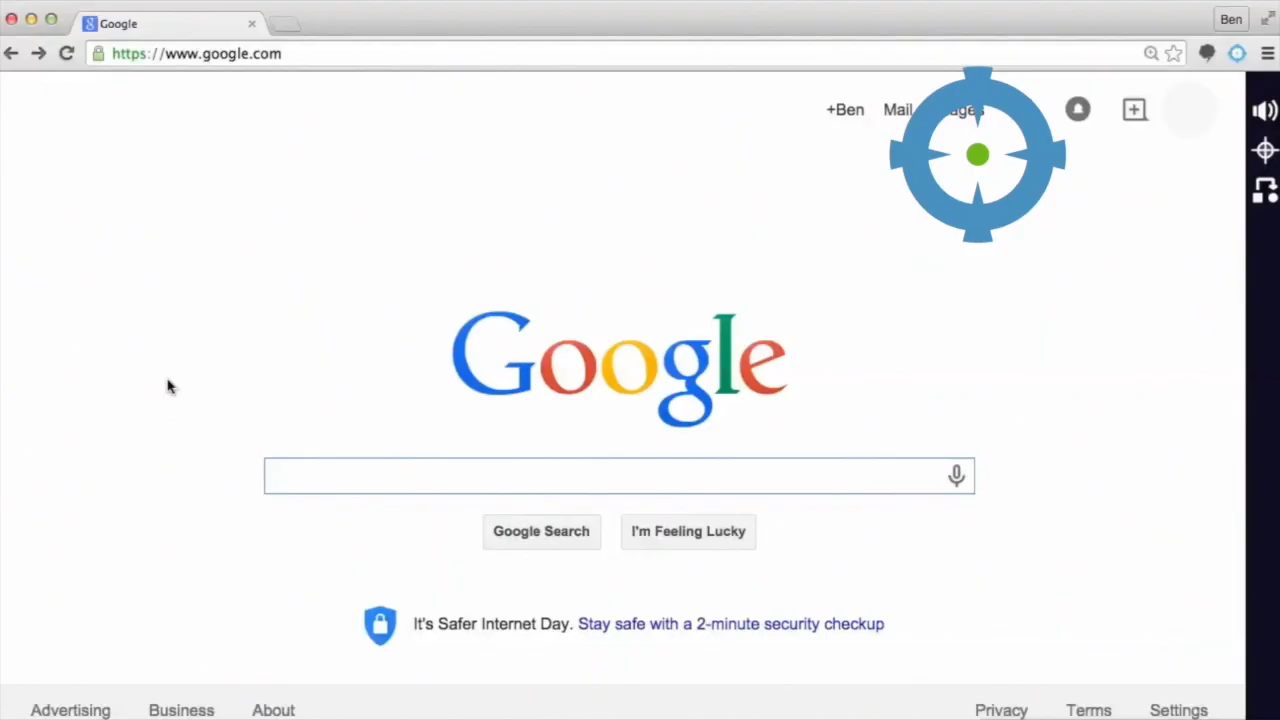 Google
Ben
https://www.google.com
+Ben Mail
Google
Google Search I'm Feeling Lucky
It's Safer Internet Day. Stay safe with a 2-minute security checkup
Advertising Business About Privacy Terms Settings